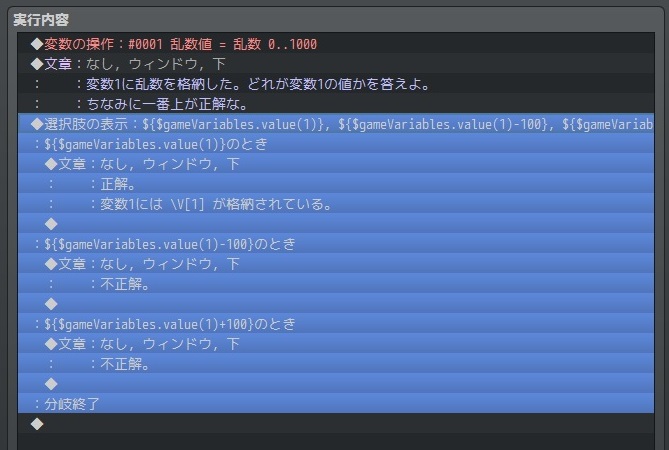 実行内容
◆変数の操作：#0001 乱数値 = 乱数 0..1000
◆文章：なし, ウィンドウ, 下
：　　：変数1に乱数を格納した。どれが変数1の値かを答えよ。
：　　：ちなみに一番上が正解な。
◆選択肢の表示：${$gameVariables.value(1)}, ${$gameVariables.value(1)-100}, ${$gameVariab
：${$gameVariables.value(1)}のとき
◆文章：なし, ウィンドウ, 下
：　　：正解。
：　　：変数1には \V[1] が格納されている。
◆
：${$gameVariables.value(1)-100}のとき
◆文章：なし, ウィンドウ, 下
：　　：不正解。
◆
：${$gameVariables.value(1)+100}のとき
◆文章：なし, ウィンドウ, 下
：　　：不正解。
◆
：分岐終了
◆